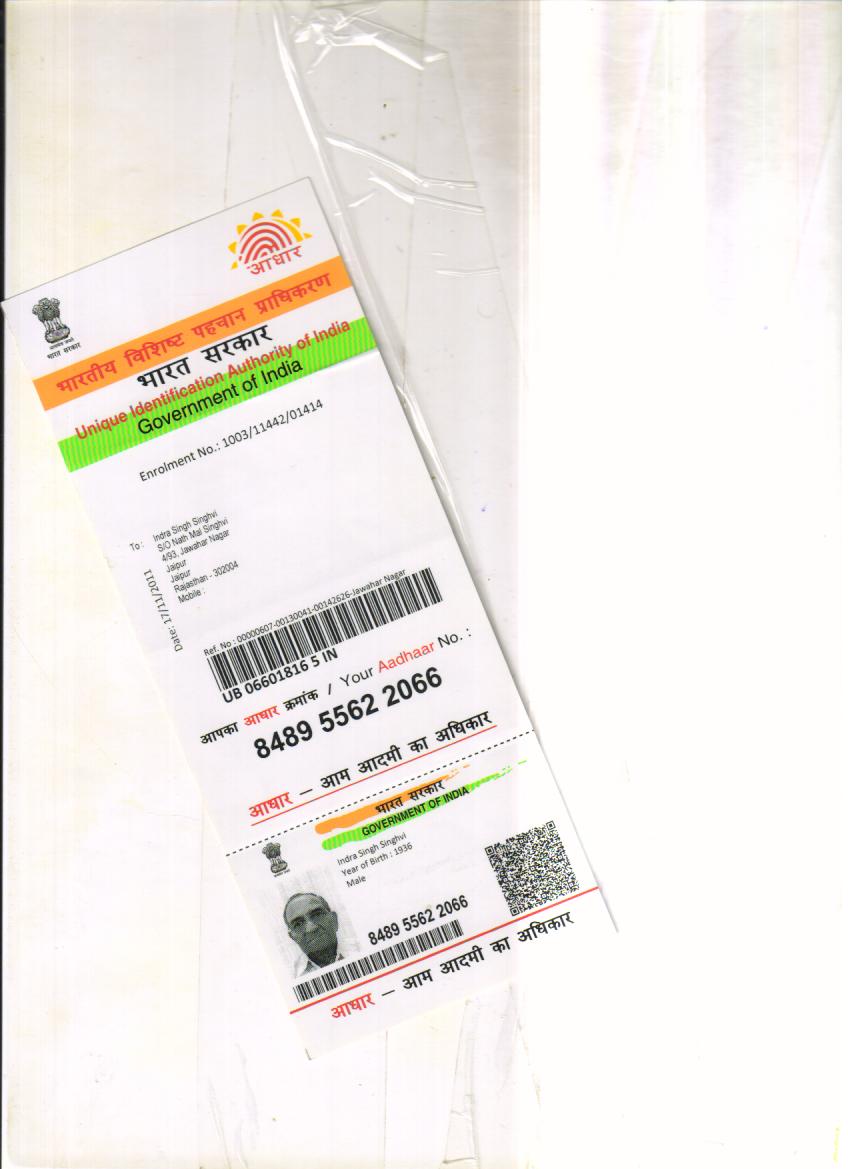 आधार
भारत सरकार
भारतीय विशिष्ट पहचान प्राधिकरण
भारत सरकार
Unique Identification Authority of India
Government of India
Enrolment No.: 1003/11442/01414
To :
Indra Singh Singhvi
S/O Nath Mal Singhvi
4/93, Jawahar Nagar
Jaipur
Jaipur
Rajasthan - 302004
Mobile :
Date: 17/11/2011
Ref. No : 00000607-00130041-00142626-Jawahar Nagar
UB 06601816 5 IN
आपका आधार क्रमांक / Your Aadhaar No. :
8489 5562 2066
आधार – आम आदमी का अधिकार
भारत सरकार
GOVERNMENT OF INDIA
Indra Singh Singhvi
Year of Birth : 1936
Male
8489 5562 2066
आधार – आम आदमी का अधिकार